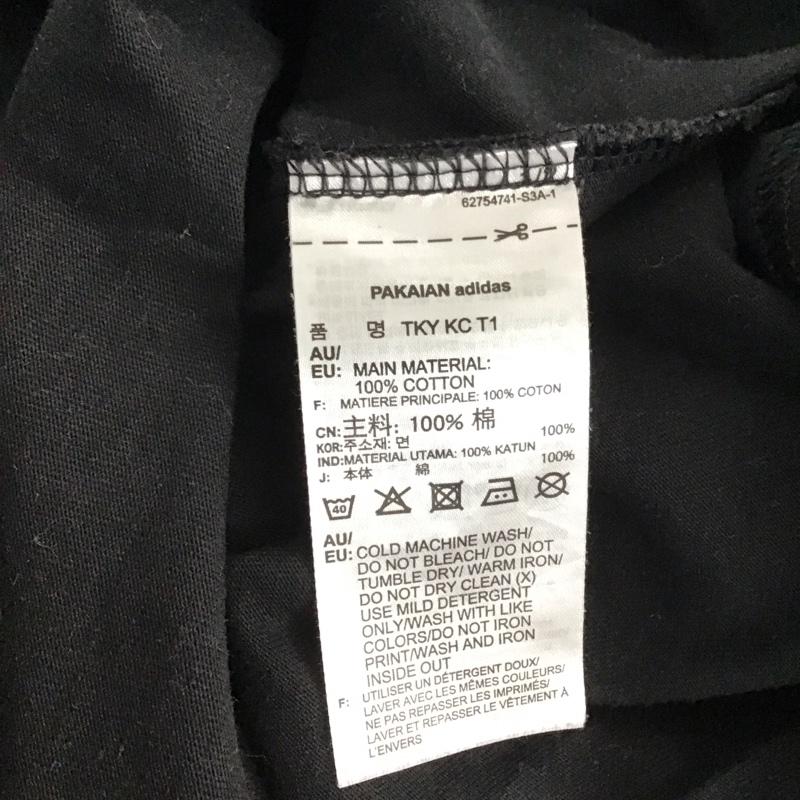 62754741-S3A-1
PAKAIAN adidas
품 명 TKY KC T1
AU/
EU: MAIN MATERIAL:
100% COTTON
F: MATIERE PRINCIPALE: 100% COTON
CN: 主料: 100% 棉
KOR: 주소재: 면 100%
IND: MATERIAL UTAMA: 100% KATUN
J: 本体 綿 100%
40
AU/
EU: COLD MACHINE WASH/
DO NOT BLEACH/ DO NOT
TUMBLE DRY/ WARM IRON/
DO NOT DRY CLEAN (X)
USE MILD DETERGENT
ONLY/WASH WITH LIKE
COLORS/DO NOT IRON
PRINT/WASH AND IRON
INSIDE OUT
F: UTILISER UN DÉTERGENT DOUX/
LAVER AVEC LES MÊMES COULEURS/
NE PAS REPASSER LES IMPRIMÉS/
LAVER ET REPASSER LE VÊTEMENT À
L'ENVERS